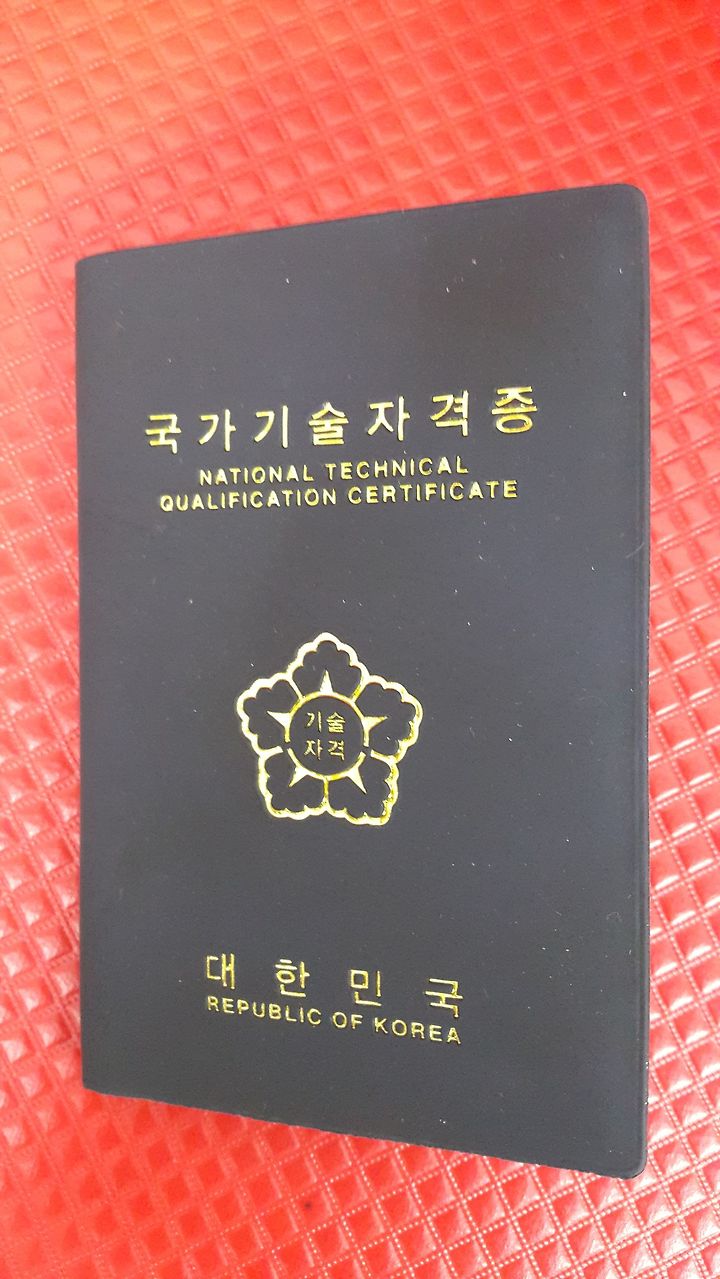 국가기술자격증
NATIONAL TECHNICAL
QUALIFICATION CERTIFICATE
기술
자격
대한민국
REPUBLIC OF KOREA